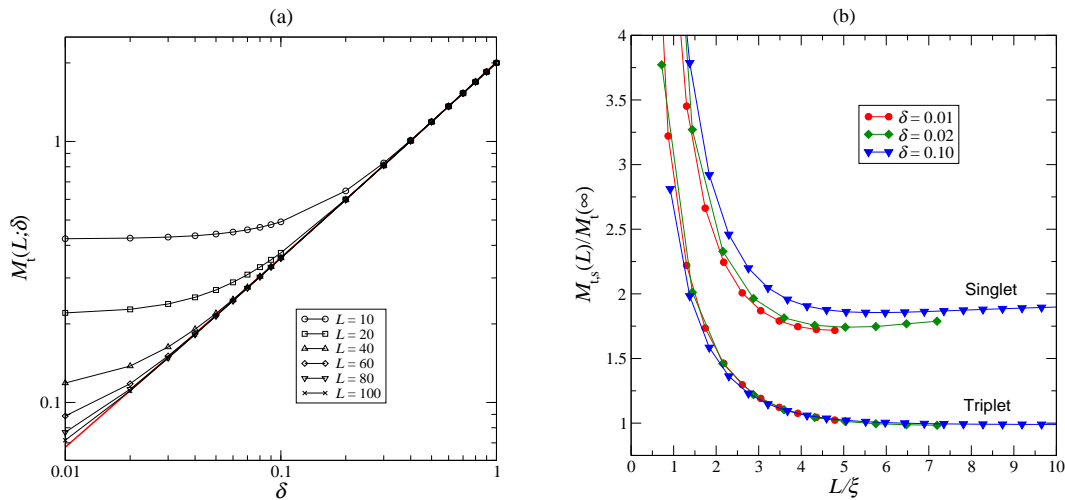 (a)
1
0.1
M_t(L;δ)
L = 10
L = 20
L = 40
L = 60
L = 80
L = 100
0.01 0.1 1
δ
(b)
4
3.5
3
2.5
2
1.5
1
M_t,s(L)/M_t(∞)
δ = 0.01
δ = 0.02
δ = 0.10
Singlet
Triplet
0 1 2 3 4 5 6 7 8 9 10
L/ξ